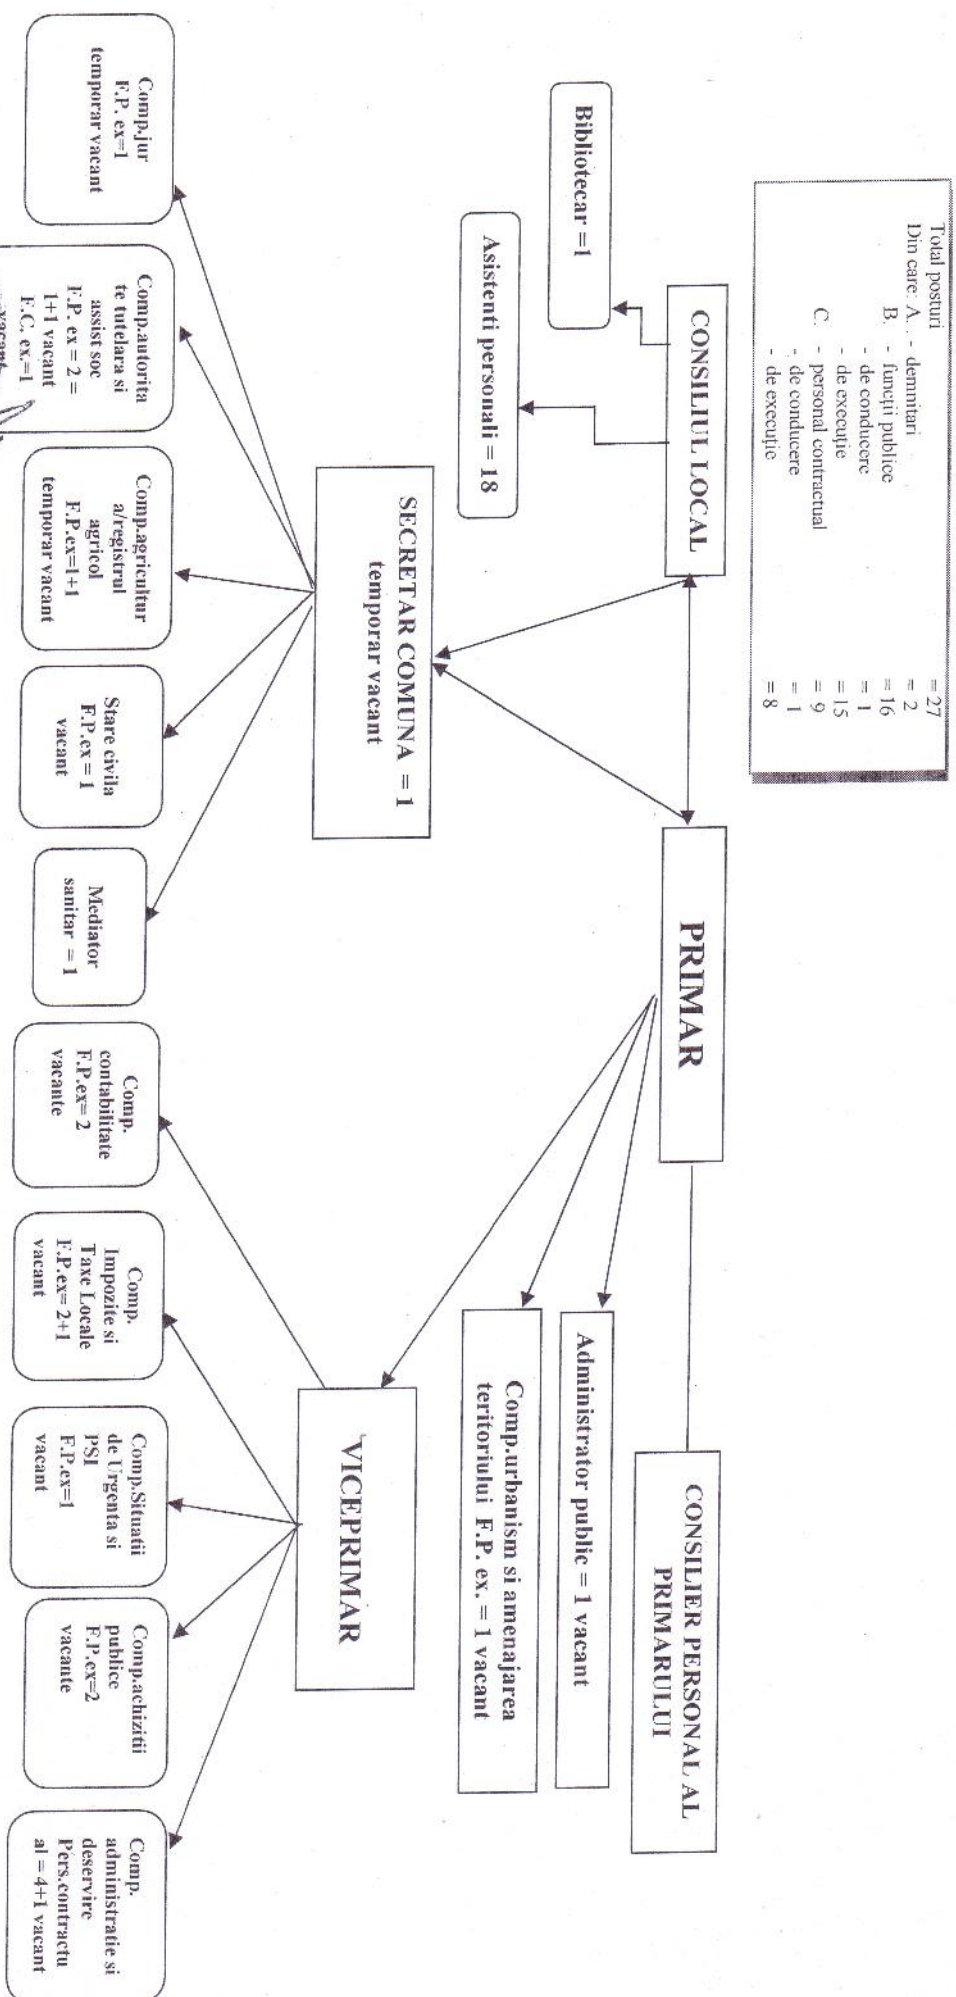 Total posturi =27
Din care: A. - demnitari = 2
B. - funcții publice =16
- de conducere = 1
- de execuție =15
C. - personal contractual = 9
- de conducere = 1
- de execuție =8
CONSILIUL LOCAL
PRIMAR
CONSILIER PERSONAL AL
PRIMARULUI
Bibliotecar =1
Asistenti personali = 18
Administrator public = 1 vacant
Comp.urbanism si amenajarea
teritoriului F.P. ex. = 1 vacant
SECRETAR COMUNA =1
temporar vacant
VICEPRIMAR
Comp.jur
F.P. ex=1
temporar vacant
Comp.autorita
te tutelara si
assist soc
F.P. ex = 2 =
1+1 vacant
F.C. ex.=1
vacant
Comp.agricultur
a/registrul
agricol
F.P.ex=1+1
temporar vacant
Stare civila
F.P.ex = 1
vacant
Mediator
sanitar = 1
Comp.
contabilitate
F.P.ex= 2
vacante
Comp.
Impozite si
Taxe Locale
F.P.ex= 2+1
vacant
Comp.Situatii
de Urgenta si
PSI
F.P.ex=1
vacant
Comp.achizitii
publice
F.P.ex=2
vacante
Comp.
administratie si
deservire
Pers.contractu
al = 4+1 vacant